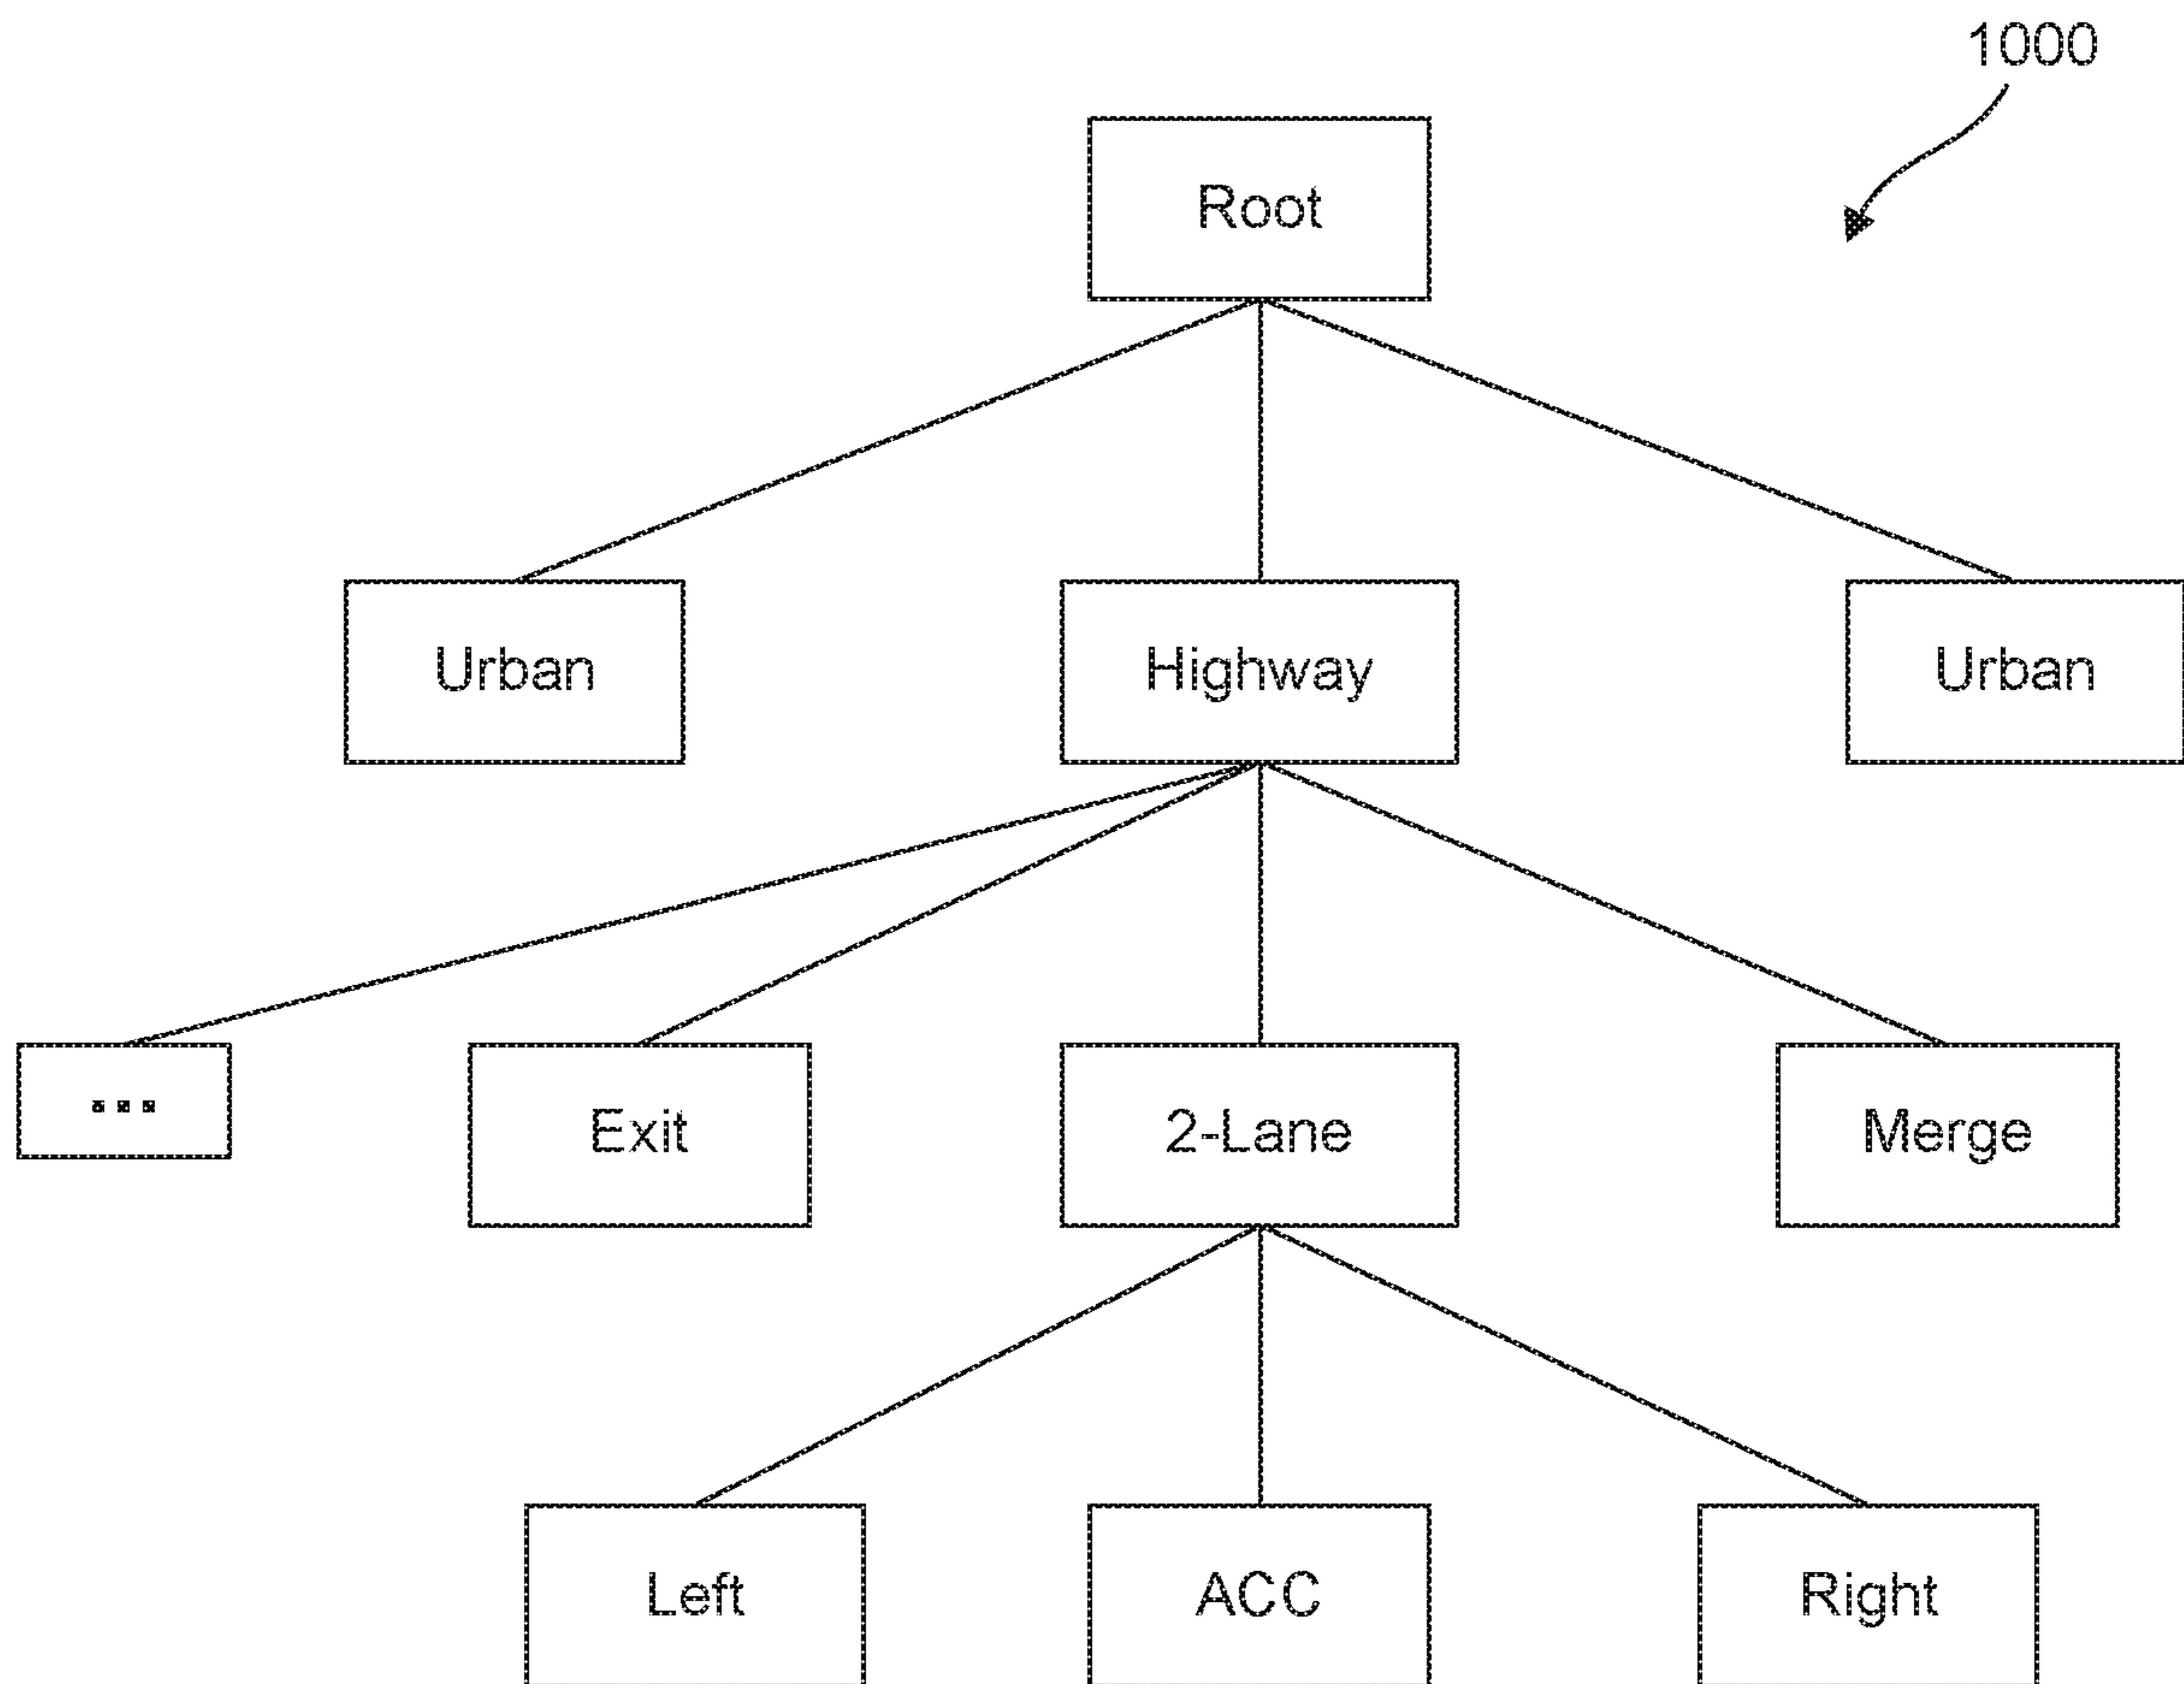 1000
Root
Urban
Highway
Urban
...
Exit
2-Lane
Merge
Left
ACC
Right